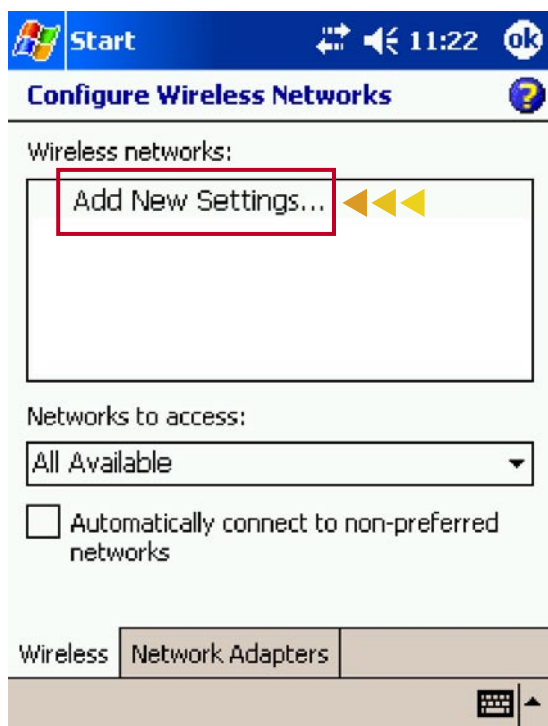 Start 11:22 ok
Configure Wireless Networks ?
Wireless networks:
Add New Settings...
Networks to access:
All Available
Automatically connect to non-preferred
networks
Wireless Network Adapters